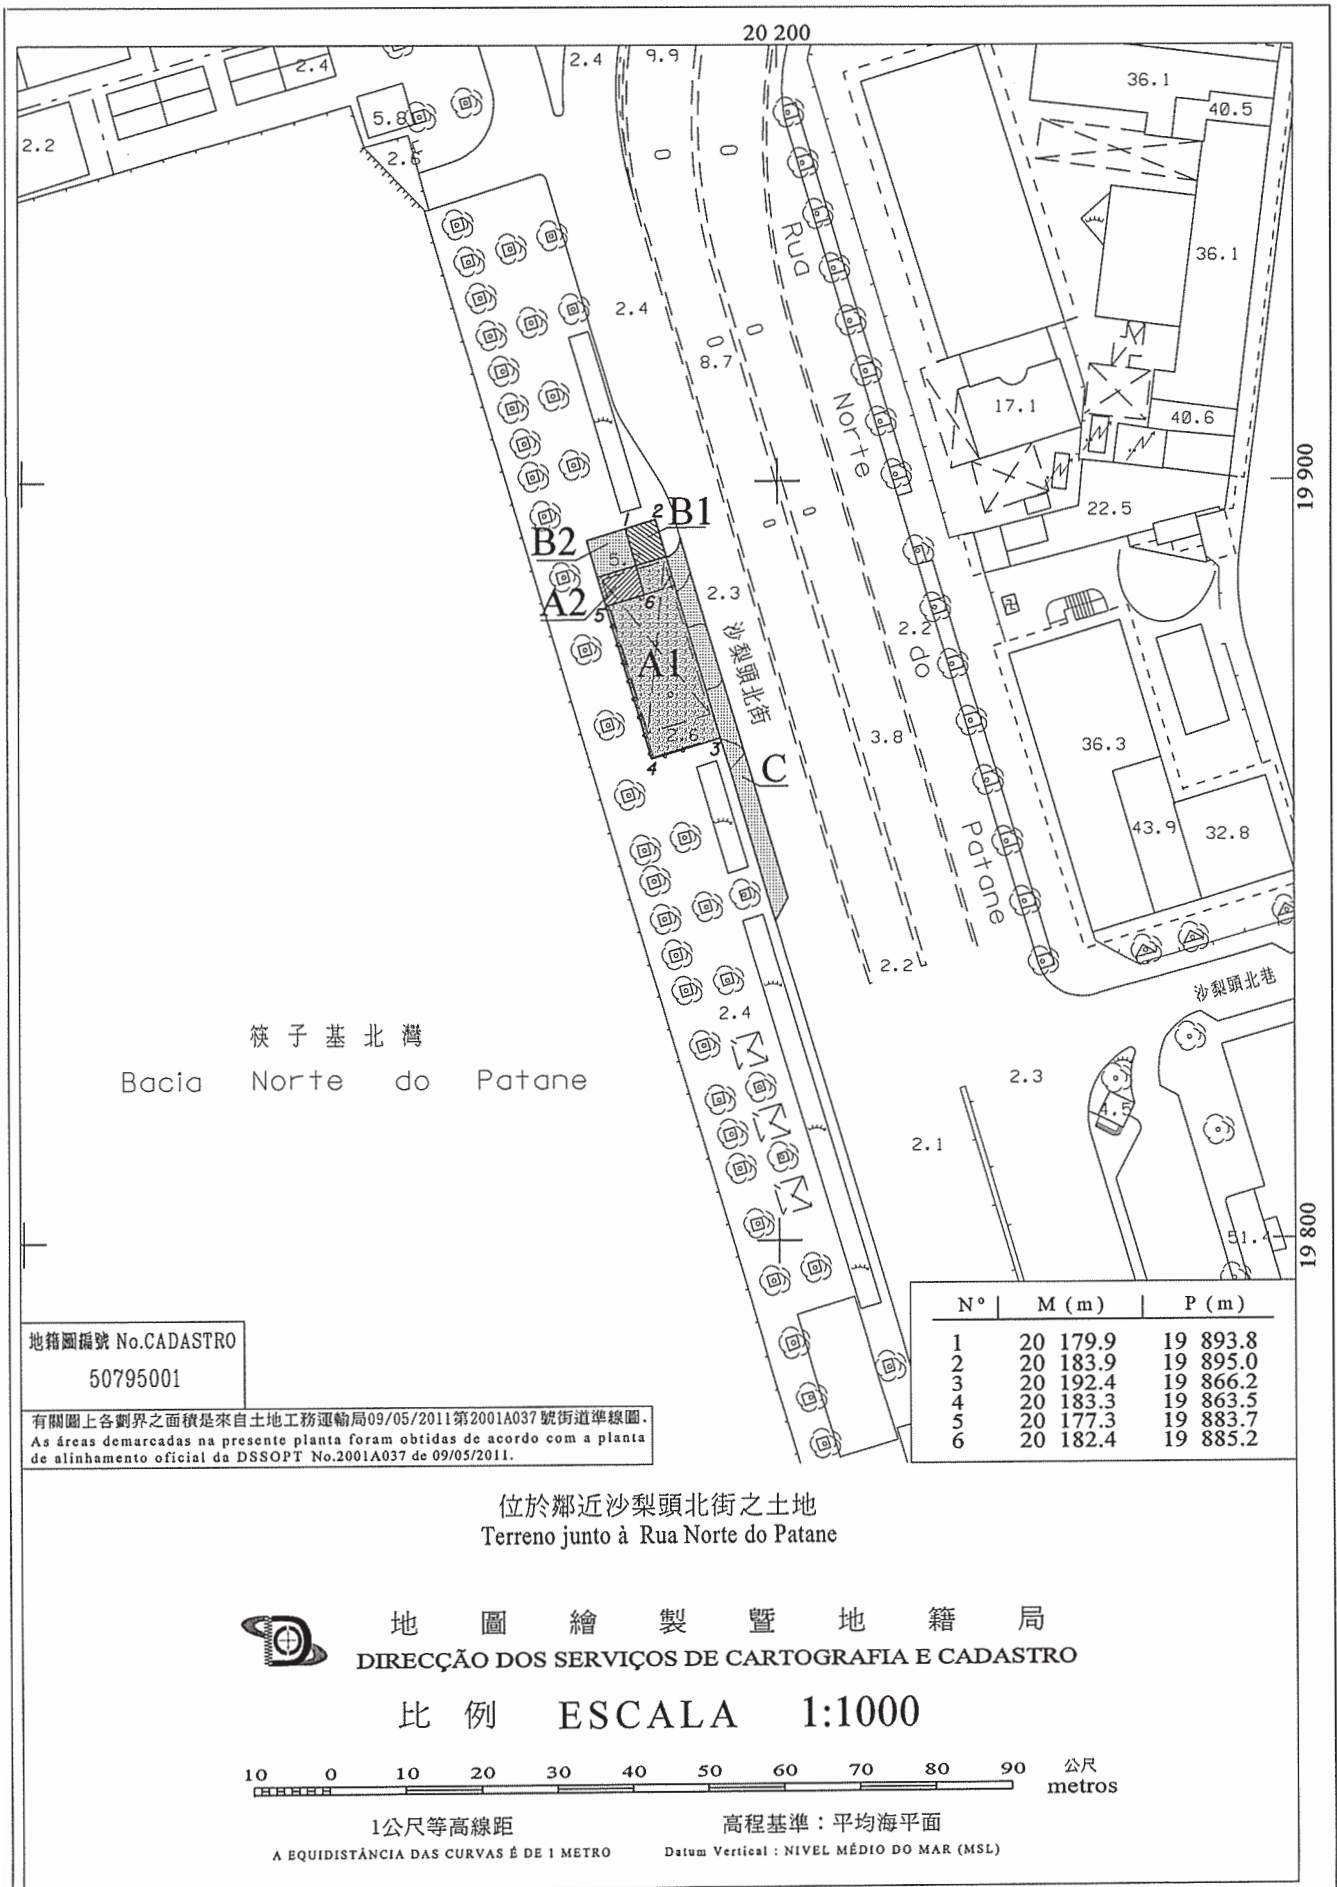 20 200
2.4
9.9
36.1
2.4
40.5
5.8
2.2
2.5
Rua
36.1
2.4
8.7
Norte
17.1
40.6
19 900
22.5
1
2
B1
B2
5
2.3
A2
6
5
沙梨頭北街
2.2
do
A1
2.6
3
3.8
36.3
4
C
Patane
43.9
32.8
2.2
沙梨頭北巷
2.4
筷子基北灣
Bacia Norte do Patane
2.3
4.5
2.1
19 800
51.4
Nº M (m) P (m)
1 20 179.9 19 893.8
2 20 183.9 19 895.0
3 20 192.4 19 866.2
4 20 183.3 19 863.5
5 20 177.3 19 883.7
6 20 182.4 19 885.2
地籍圖編號 No.CADASTRO
50795001
有關圖上各劃界之面積是來自土地工務運輸局09/05/2011第2001A037號街道準線圖.
As áreas demarcadas na presente planta foram obtidas de acordo com a planta
de alinhamento oficial da DSSOPT No.2001A037 de 09/05/2011.
位於鄰近沙梨頭北街之土地
Terreno junto à Rua Norte do Patane
地圖繪製暨地籍局
DIRECÇÃO DOS SERVIÇOS DE CARTOGRAFIA E CADASTRO
比例 ESCALA 1:1000
10 0 10 20 30 40 50 60 70 80 90 公尺
metros
1公尺等高線距 高程基準：平均海平面
A EQUIDISTÂNCIA DAS CURVAS É DE 1 METRO Datum Vertical : NIVEL MÉDIO DO MAR (MSL)